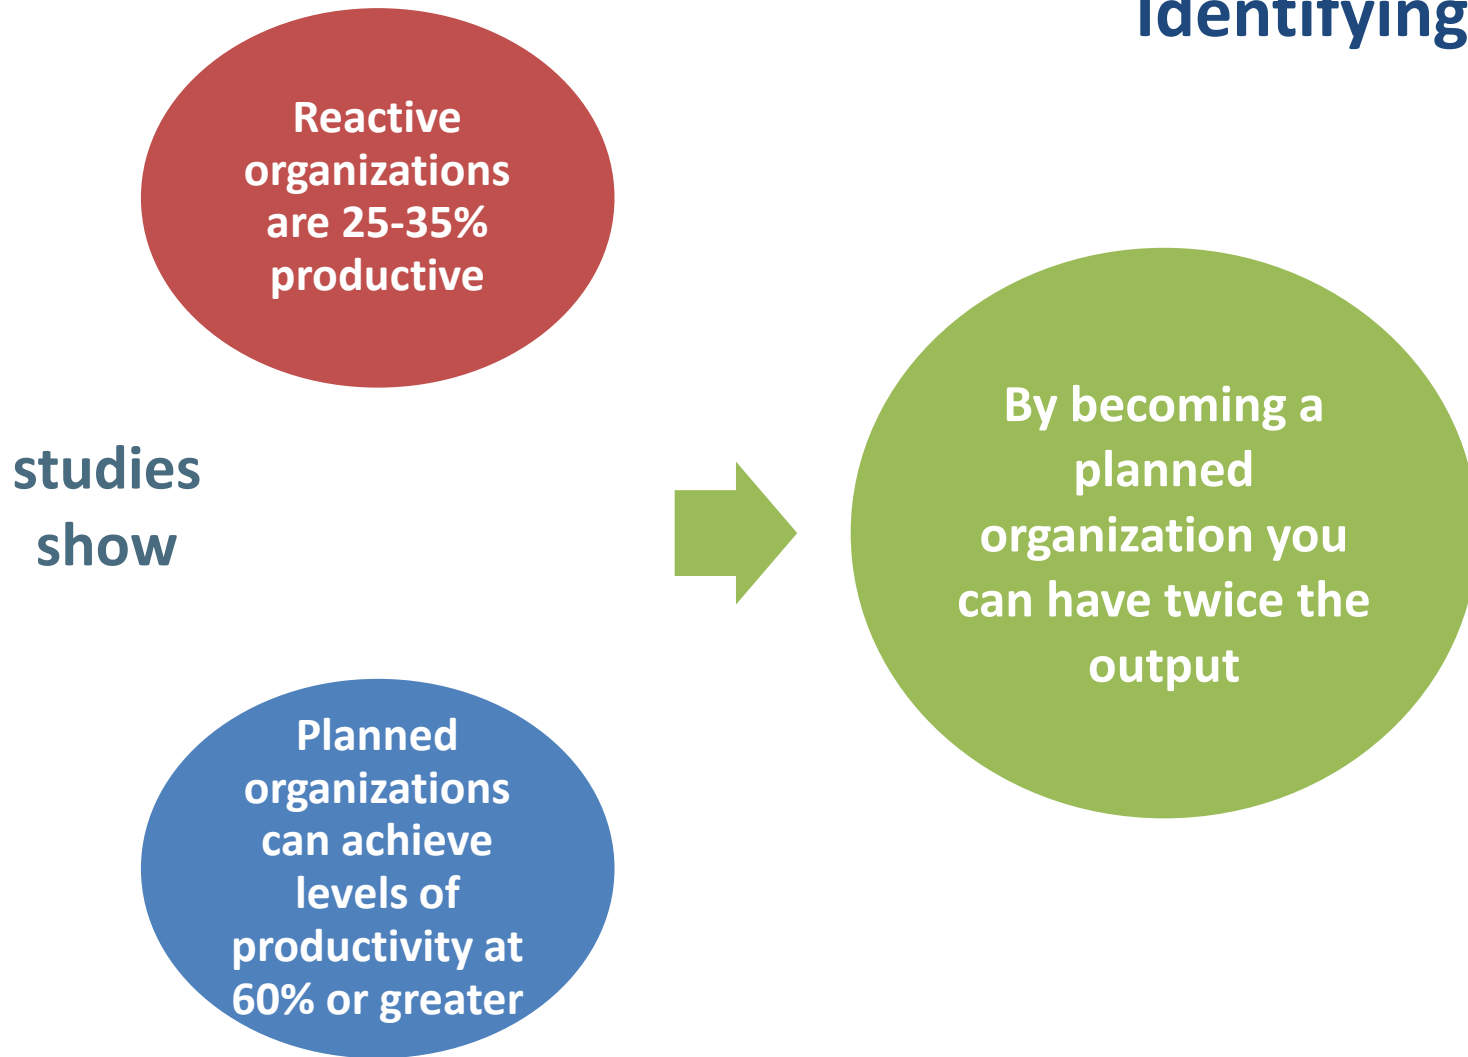 Identifying
Reactive
organizations
are 25-35%
productive
studies
show
By becoming a
planned
organization you
can have twice the
output
Planned
organizations
can achieve
levels of
productivity at
60% or greater